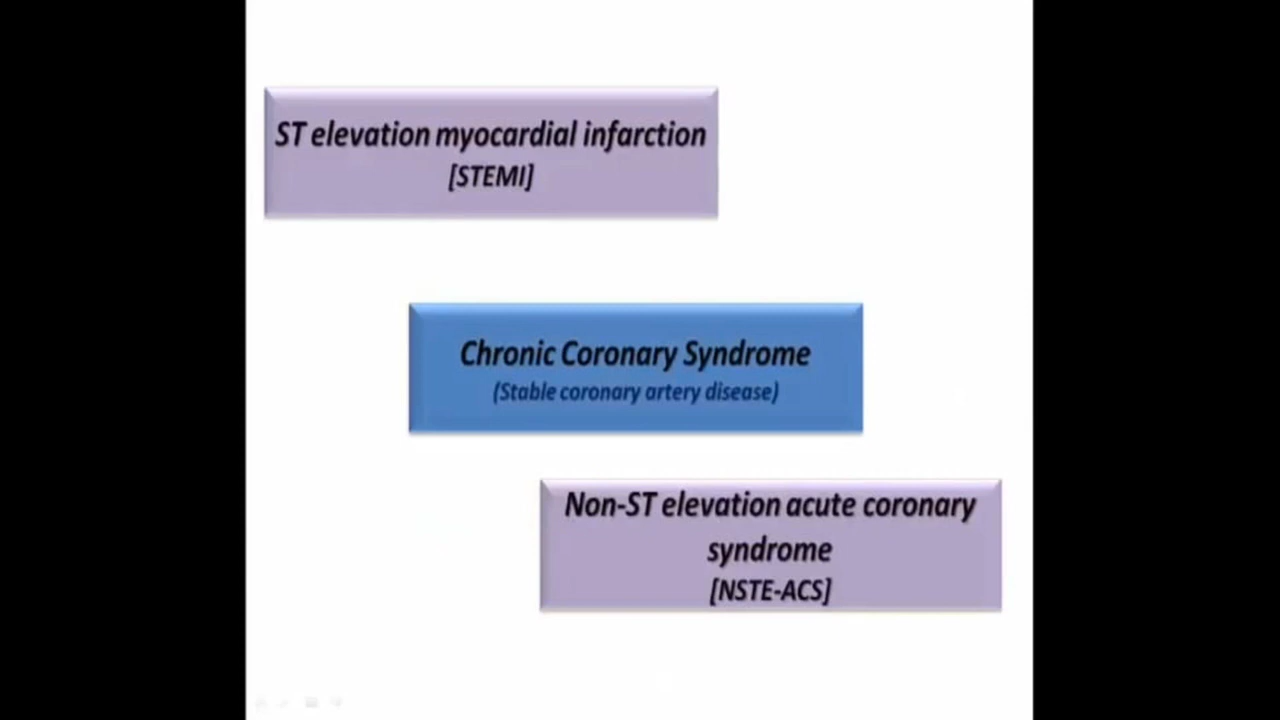 ST elevation myocardial infarction
[STEMI]
Chronic Coronary Syndrome
(Stable coronary artery disease)
Non-ST elevation acute coronary
syndrome
[NSTE-ACS]